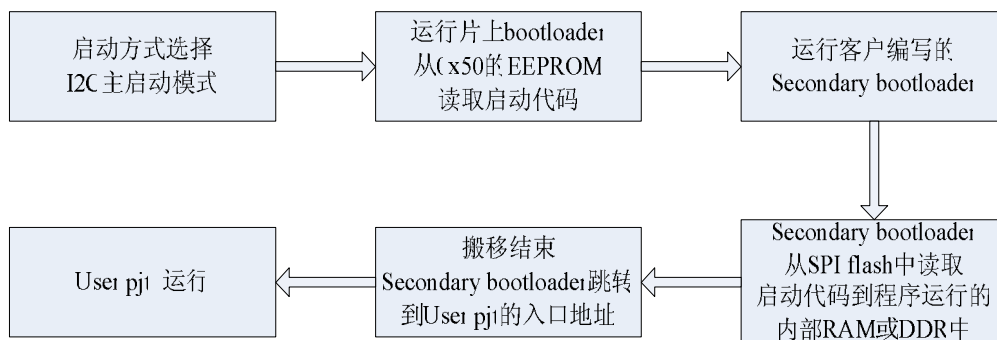 启动方式选择
I2C主启动模式
运行片上bootloader
从0x50的EEPROM
读取启动代码
运行客户编写的
Secondary bootloader
Secondary bootloader
从SPI flash中读取
启动代码到程序运行的
内部RAM或DDR中
搬移结束
Secondary bootloader跳转
到User pjt的入口地址
User pjt 运行